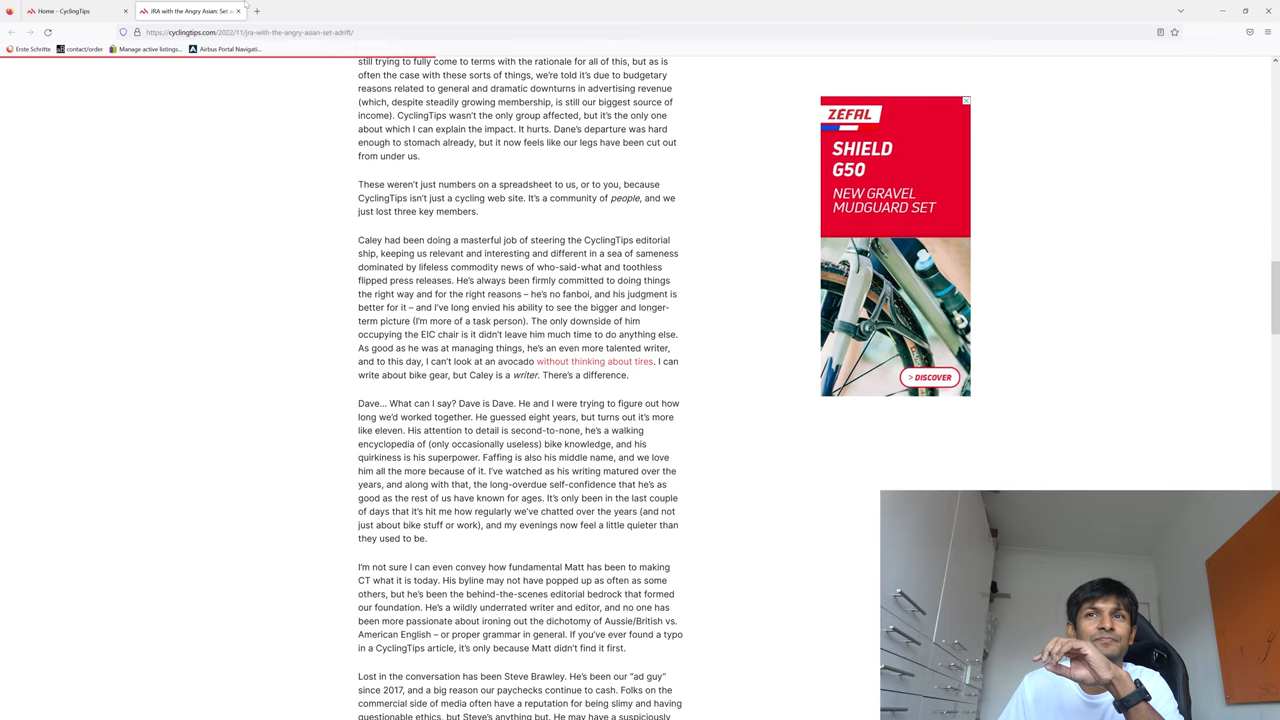 Home - CyclingTips
JRA with the Angry Asian: Set a
https://cyclingtips.com/2022/11/jra-with-the-angry-asian-set-adrift/
Erste Schritte
contact/order
Manage active listings...
Airbus Portal Navigati...
still trying to fully come to terms with the rationale for all of this, but as is
often the case with these sorts of things, we're told it's due to budgetary
reasons related to general and dramatic downturns in advertising revenue
(which, despite steadily growing membership, is still our biggest source of
income). CyclingTips wasn't the only group affected, but it's the only one
about which I can explain the impact. It hurts. Dane's departure was hard
enough to stomach already, but it now feels like our legs have been cut out
from under us.
These weren't just numbers on a spreadsheet to us, or to you, because
CyclingTips isn't just a cycling web site. It's a community of people, and we
just lost three key members.
Caley had been doing a masterful job of steering the CyclingTips editorial
ship, keeping us relevant and interesting and different in a sea of sameness
dominated by lifeless commodity news of who-said-what and toothless
flipped press releases. He's always been firmly committed to doing things
the right way and for the right reasons – he's no fanboi, and his judgment is
better for it – and I've long envied his ability to see the bigger and longer-
term picture (I'm more of a task person). The only downside of him
occupying the EIC chair is it didn't leave him much time to do anything else.
As good as he was at managing things, he's an even more talented writer,
and to this day, I can't look at an avocado without thinking about tires. I can
write about bike gear, but Caley is a writer. There's a difference.
Dave… What can I say? Dave is Dave. He and I were trying to figure out how
long we'd worked together. He guessed eight years, but turns out it's more
like eleven. His attention to detail is second-to-none, he's a walking
encyclopedia of (only occasionally useless) bike knowledge, and his
quirkiness is his superpower. Faffing is also his middle name, and we love
him all the more because of it. I've watched as his writing matured over the
years, and along with that, the long-overdue self-confidence that he's as
good as the rest of us have known for ages. It's only been in the last couple
of days that it's hit me how regularly we've chatted over the years (and not
just about bike stuff or work), and my evenings now feel a little quieter than
they used to be.
I'm not sure I can even convey how fundamental Matt has been to making
CT what it is today. His byline may not have popped up as often as some
others, but he's been the behind-the-scenes editorial bedrock that formed
our foundation. He's a wildly underrated writer and editor, and no one has
been more passionate about ironing out the dichotomy of Aussie/British vs.
American English – or proper grammar in general. If you've ever found a typo
in a CyclingTips article, it's only because Matt didn't find it first.
Lost in the conversation has been Steve Brawley. He's been our “ad guy”
since 2017, and a big reason our paychecks continue to cash. Folks on the
commercial side of media often have a reputation for being slimy and having
questionable ethics, but Steve's anything but. He may have a suspiciously
ZÉFAL
SHIELD
G50
NEW GRAVEL
MUDGUARD SET
> DISCOVER